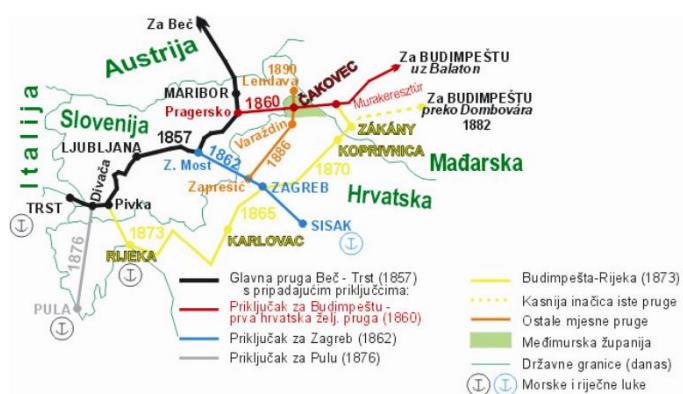 Za Beč
Austrija
1890
Lendava
ČAKOVEC
Za BUDIMPEŠTU
uz Balaton
MARIBOR
Pragersko
1860
Murakeresztúr
Za BUDIMPEŠTU
preko Dombovára
1882
Italija
Slovenija
1857
LJUBLJANA
Varaždin
1886
ZÁKÁNY
KOPRIVNICA
Mađarska
Z. Most
1862
Zaprešić
1870
Divača
ZAGREB
Hrvatska
TRST
Pivka
1865
SISAK
1873
KARLOVAC
RIJEKA
1876
PULA
Glavna pruga Beč - Trst (1857)
s pripadajućim priključcima:
Priključak za Budimpeštu -
prva hrvatska želj. pruga (1860)
Priključak za Zagreb (1862)
Priključak za Pulu (1876)
Budimpešta-Rijeka (1873)
Kasnija inačica iste pruge
Ostale mjesne pruge
Međimurska županija
Državne granice (danas)
Morske i riječne luke